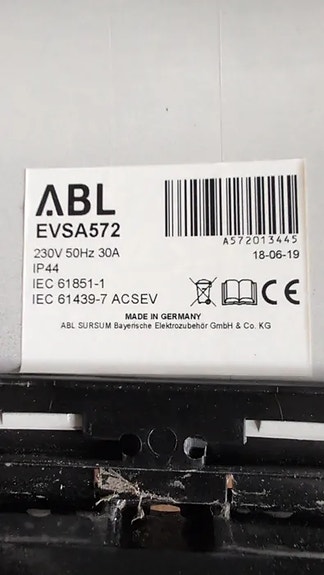 ABL
EVSA572
A572013445
230V 50Hz 30A
18-06-19
IP44
IEC 61851-1
IEC 61439-7 ACSEV
CE
MADE IN GERMANY
ABL SURSUM Bayerische Elektrozubehör GmbH & Co. KG